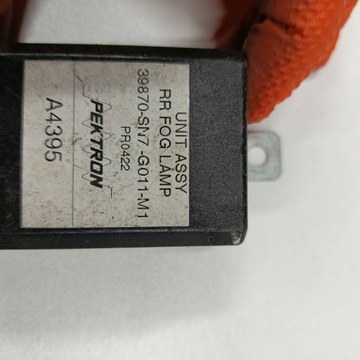 UNIT ASSY
RR FOG LAMP
39870-SN7 -G011-M1
PR0422
PEKTRON
A4395